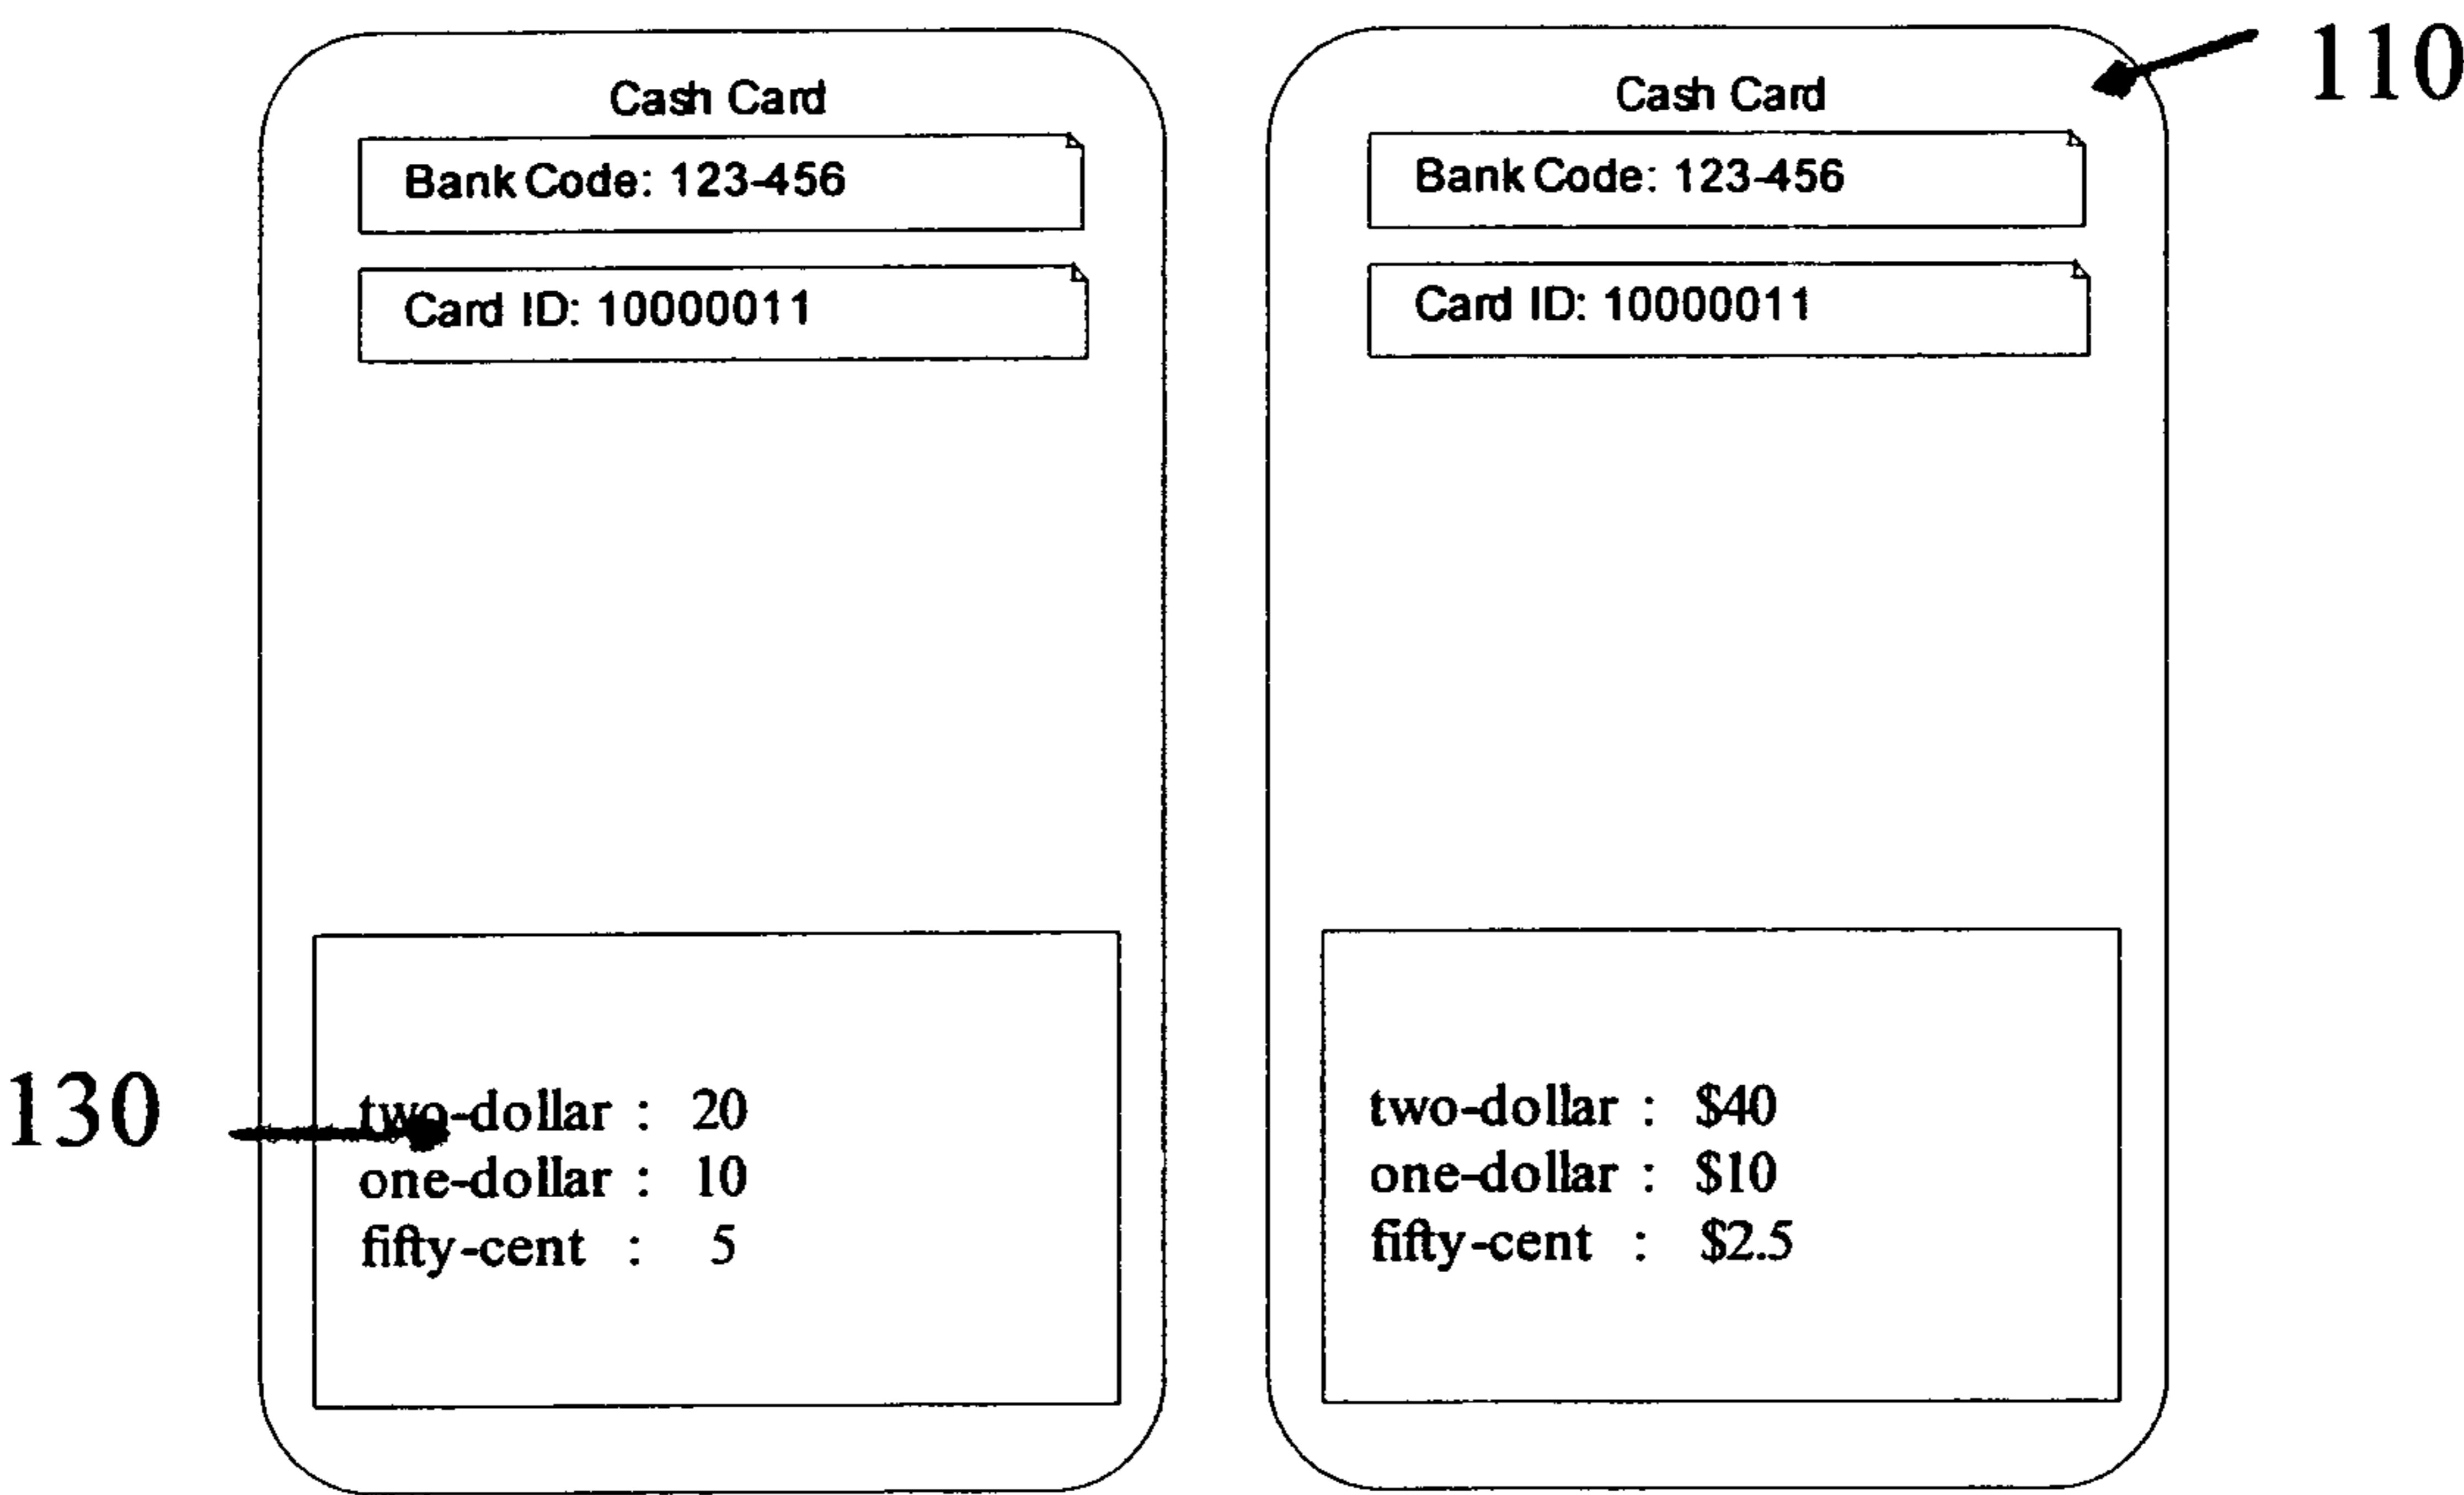 110
Cash Card
Bank Code: 123-456
Card ID: 10000011
130
two-dollar : 20
one-dollar : 10
fifty-cent : 5
Cash Card
Bank Code: 123-456
Card ID: 10000011
two-dollar : $40
one-dollar : $10
fifty-cent : $2.5